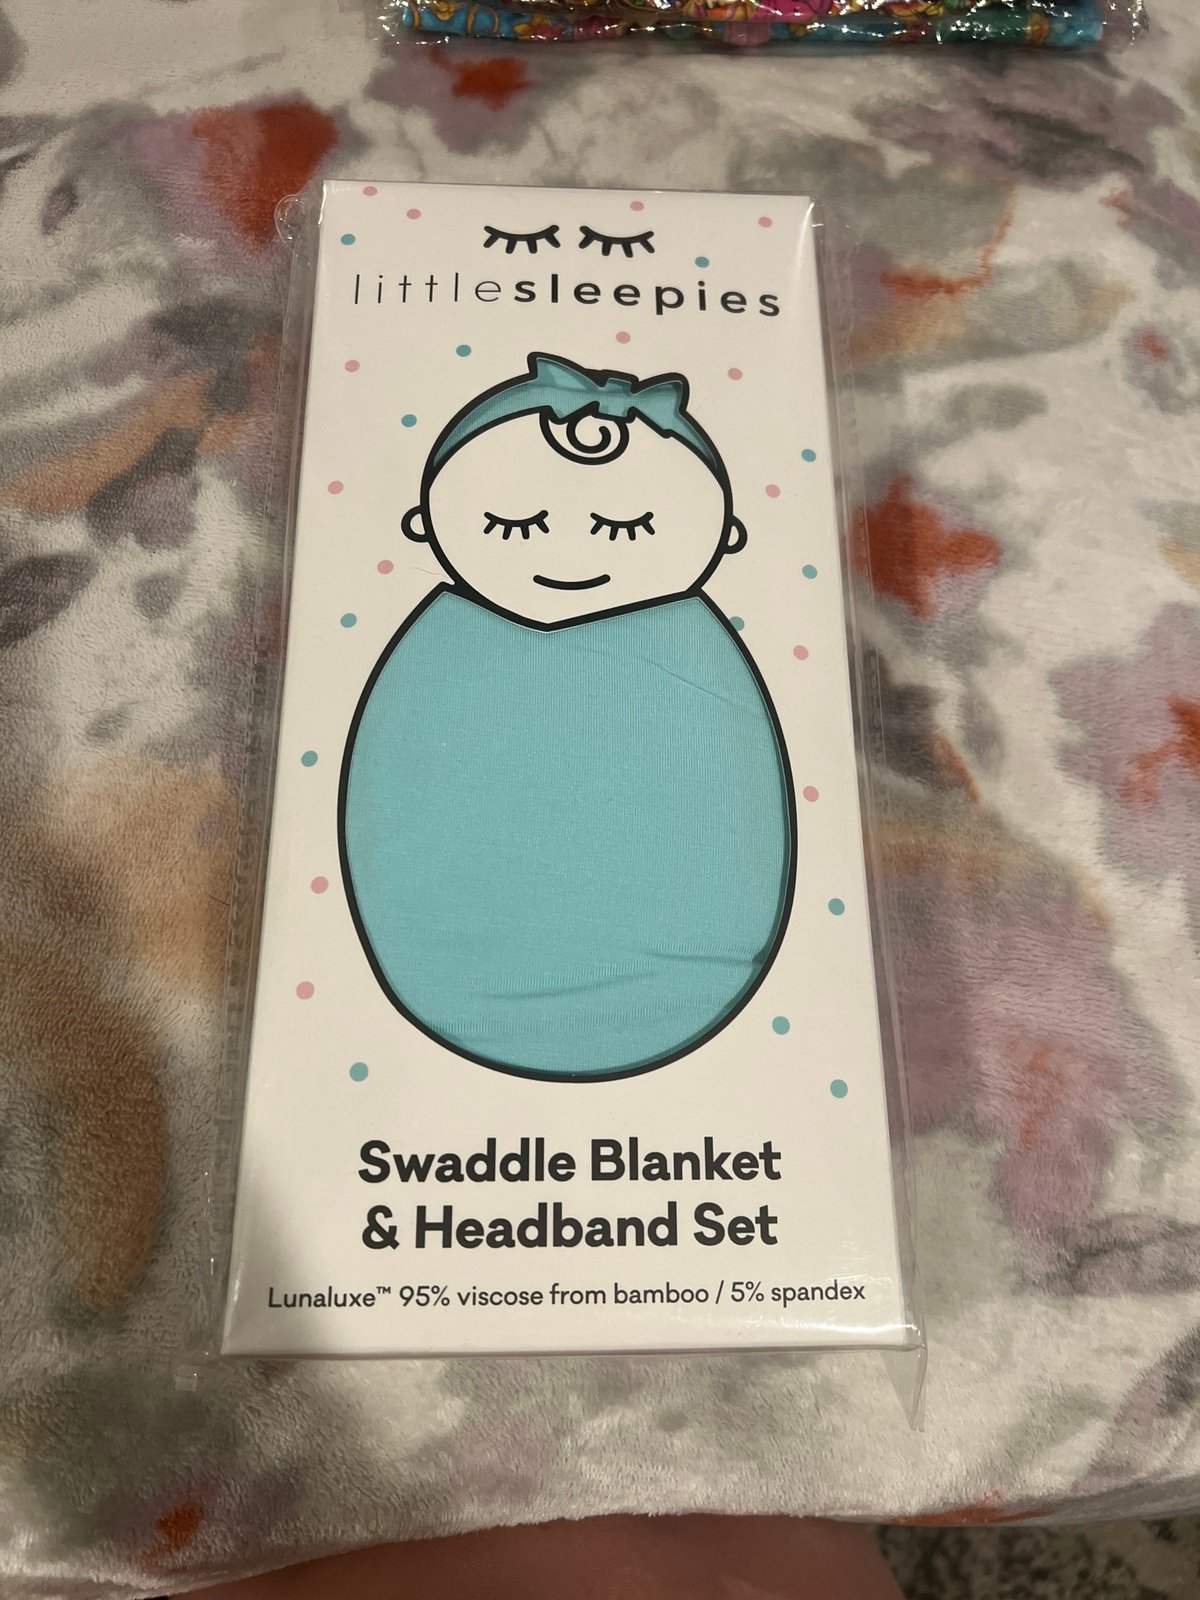 littlesleepies
Swaddle Blanket
& Headband Set
Lunaluxe™ 95% viscose from bamboo / 5% spandex